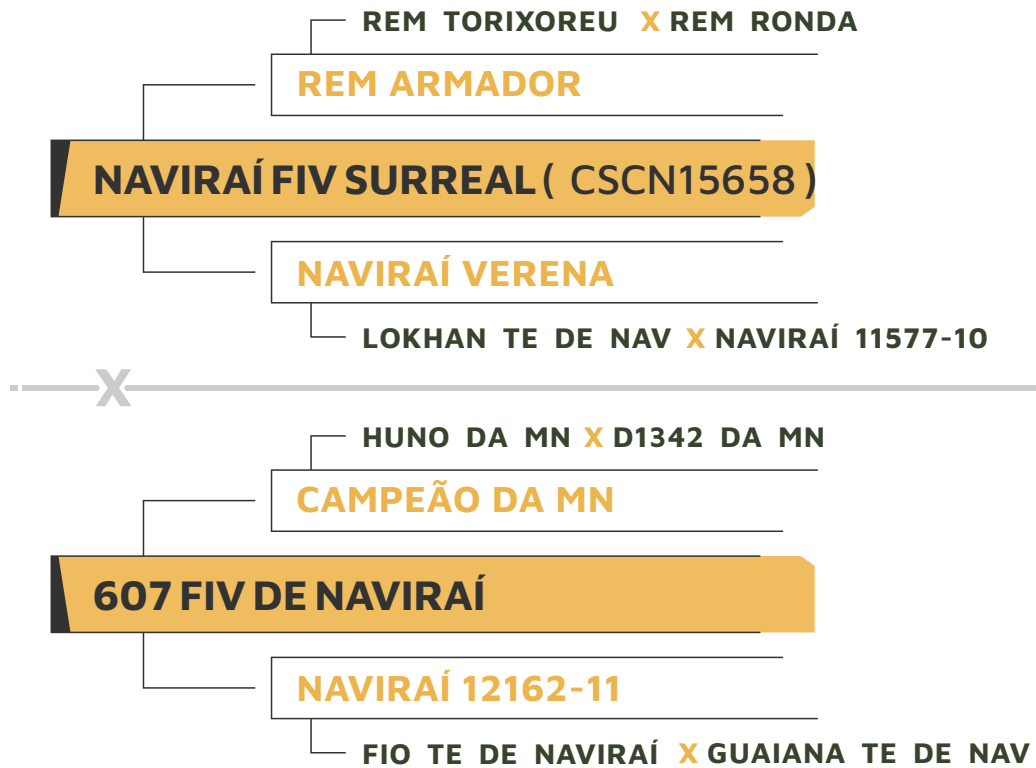 REM TORIXOREU X REM RONDA
REM ARMADOR
NAVIRAÍ FIV SURREAL ( CSCN15658 )
NAVIRAÍ VERENA
LOKHAN TE DE NAV X NAVIRAÍ 11577-10
X
HUNO DA MN X D1342 DA MN
CAMPEÃO DA MN
607 FIV DE NAVIRAÍ
NAVIRAÍ 12162-11
FIO TE DE NAVIRAÍ X GUAIANA TE DE NAV